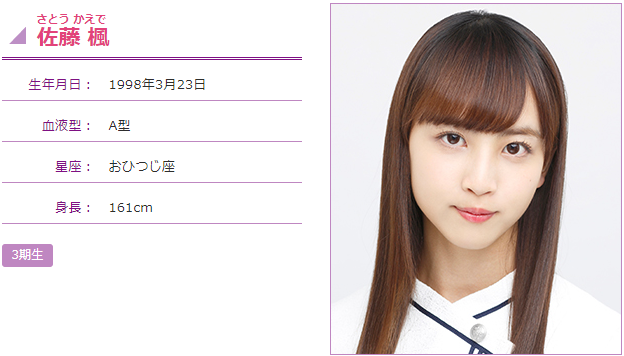 さとう かえで
佐藤 楓
生年月日： 1998年3月23日
血液型： A型
星座： おひつじ座
身長： 161cm
3期生